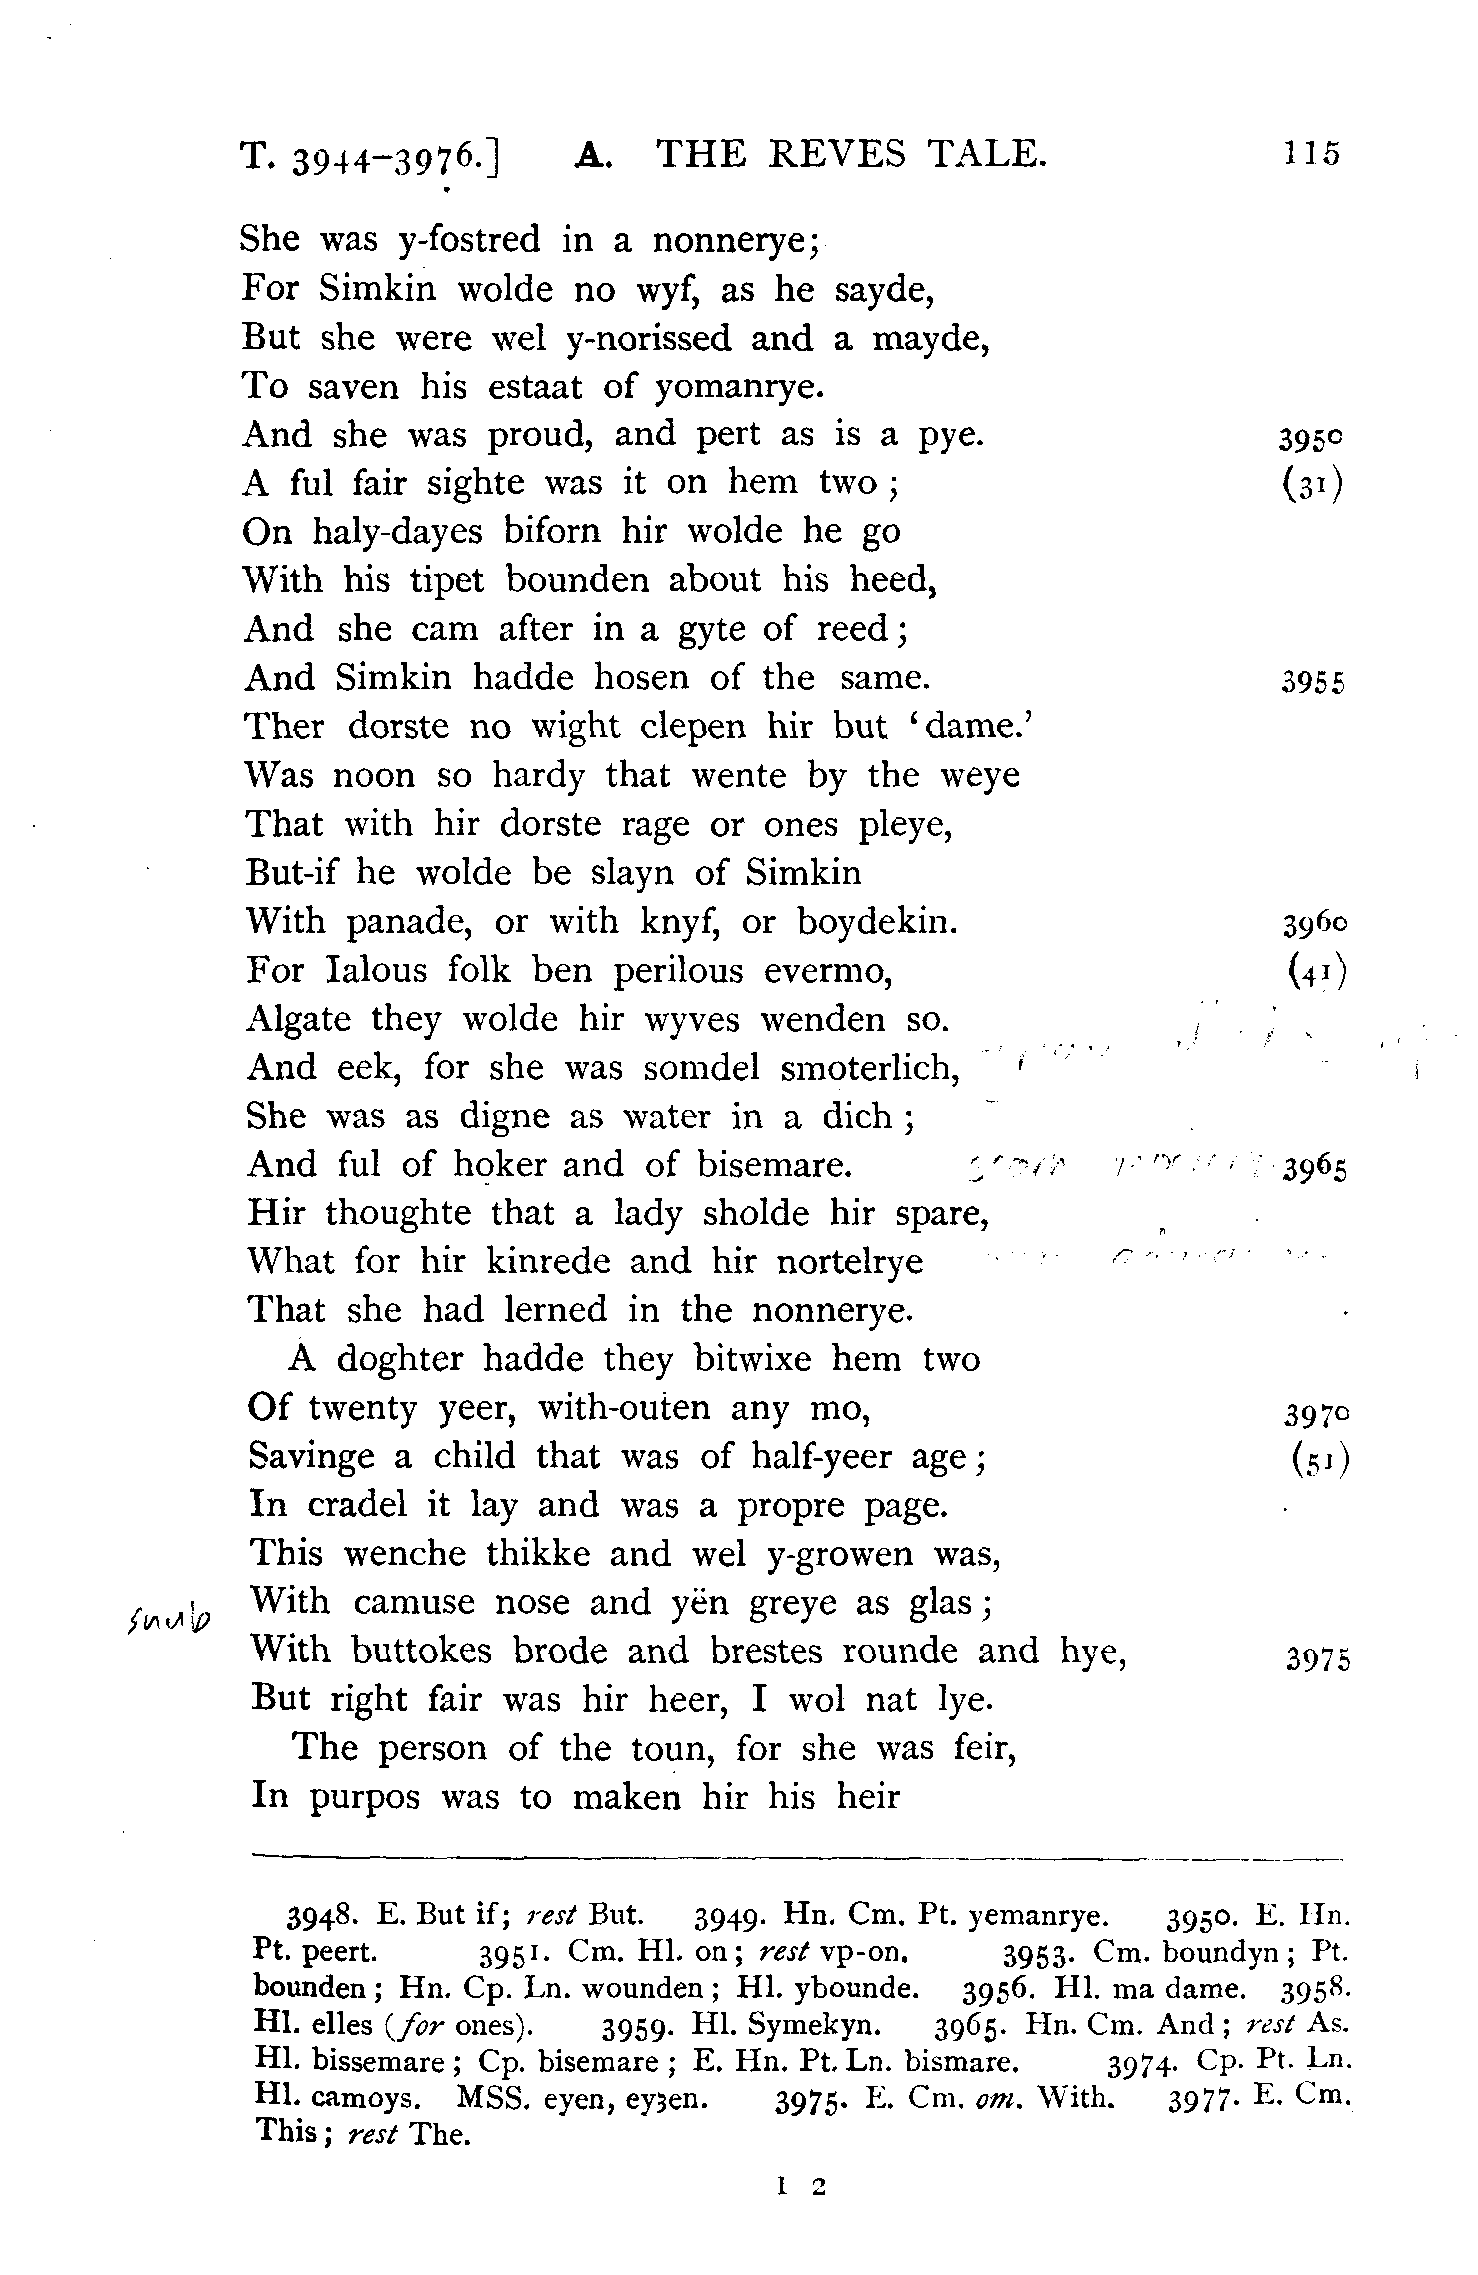 T. 3944–3976.] A. THE REVES TALE. 115
She was y-fostred in a nonnerye;
For Simkin wolde no wyf, as he sayde,
But she were wel y-norissed and a mayde,
To saven his estaat of yomanrye.
And she was proud, and pert as is a pye. 3950
A ful fair sighte was it on hem two ; (31)
On haly-dayes biforn hir wolde he go
With his tipet bounden about his heed,
And she cam after in a gyte of reed ;
And Simkin hadde hosen of the same. 3955
Ther dorste no wight clepen hir but ‘dame.’
Was noon so hardy that wente by the weye
That with hir dorste rage or ones pleye,
But-if he wolde be slayn of Simkin
With panade, or with knyf, or boydekin. 3960
For Ialous folk ben perilous evermo, (41)
Algate they wolde hir wyves wenden so.
And eek, for she was somdel smoterlich,
She was as digne as water in a dich ;
And ful of hoker and of bisemare. 3965
Hir thoughte that a lady sholde hir spare,
What for hir kinrede and hir nortelrye
That she had lerned in the nonnerye.
A doghter hadde they bitwixe hem two
Of twenty yeer, with-outen any mo, 3970
Savinge a child that was of half-yeer age ; (51)
In cradel it lay and was a propre page.
This wenche thikke and wel y-growen was,
snub With camuse nose and yën greye as glas ;
With buttokes brode and brestes rounde and hye, 3975
But right fair was hir heer, I wol nat lye.
The person of the toun, for she was feir,
In purpos was to maken hir his heir
3948. E. But if; rest But. 3949. Hn. Cm. Pt. yemanrye. 3950. E. Hn.
Pt. peert. 3951. Cm. Hl. on; rest vp-on. 3953. Cm. boundyn ; Pt.
bounden ; Hn. Cp. Ln. wounden ; Hl. ybounde. 3956. Hl. ma dame. 3958.
Hl. elles (for ones). 3959. Hl. Symekyn. 3965. Hn. Cm. And ; rest As.
Hl. bissemare ; Cp. bisemare ; E. Hn. Pt. Ln. bismare. 3974. Cp. Pt. Ln.
Hl. camoys. MSS. eyen, eyȝen. 3975. E. Cm. om. With. 3977. E. Cm.
This ; rest The.
I 2